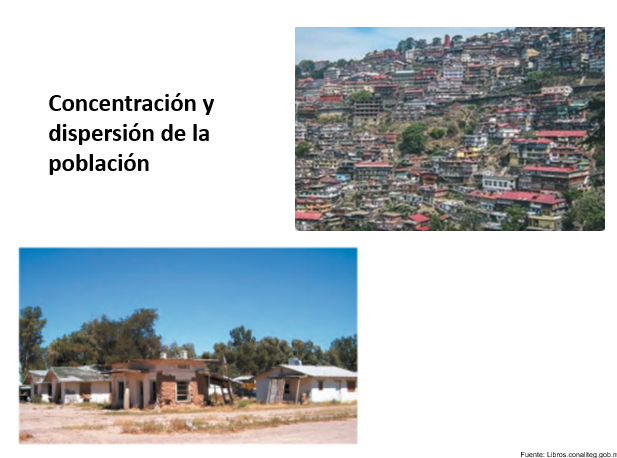 Concentración y
dispersión de la
población
Fuente: Libros.conaliteg.gob.m